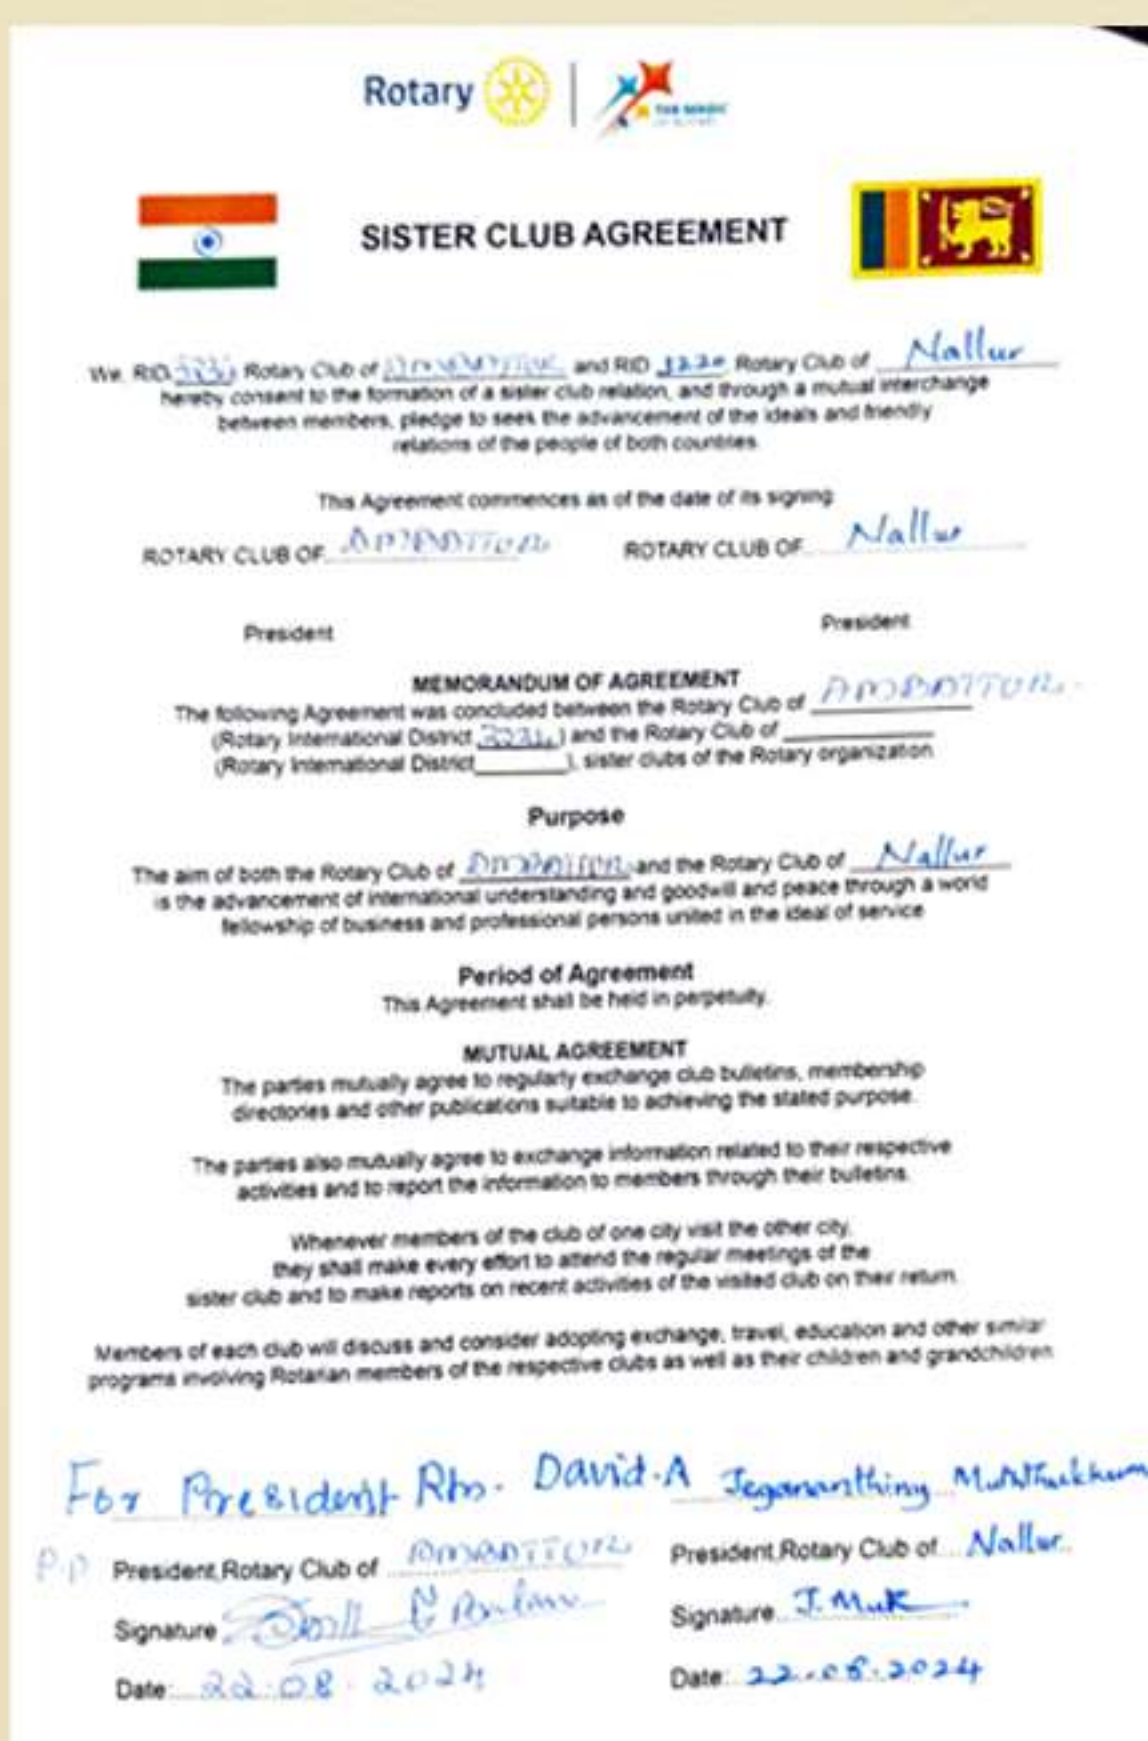 Rotary
THE MAGIC
OF ROTARY
SISTER CLUB AGREEMENT
We, RID Rotary Club of AMBATTUR and RID 3220 Rotary Club of Nallur
hereby consent to the formation of a sister club relation, and through a mutual interchange
between members, pledge to seek the advancement of the ideals and friendly
relations of the people of both countries.
This Agreement commences as of the date of its signing
ROTARY CLUB OF AMBATTUR ROTARY CLUB OF Nallur
President President
MEMORANDUM OF AGREEMENT
The following Agreement was concluded between the Rotary Club of AMBATTUR.
(Rotary International District ) and the Rotary Club of
(Rotary International District ), sister clubs of the Rotary organization
Purpose
The aim of both the Rotary Club of AMBATTUR and the Rotary Club of Nallur
is the advancement of international understanding and goodwill and peace through a world
fellowship of business and professional persons united in the ideal of service
Period of Agreement
This Agreement shall be held in perpetuity.
MUTUAL AGREEMENT
The parties mutually agree to regularly exchange club bulletins, membership
directories and other publications suitable to achieving the stated purpose.
The parties also mutually agree to exchange information related to their respective
activities and to report the information to members through their bulletins.
Whenever members of the club of one city visit the other city,
they shall make every effort to attend the regular meetings of the
sister club and to make reports on recent activities of the visited club on their return.
Members of each club will discuss and consider adopting exchange, travel, education and other similar
programs involving Rotarian members of the respective clubs as well as their children and grandchildren
For President Rtn. David.A Jegananthiny
P.P President,Rotary Club of AMBATTUR President,Rotary Club of Nallur.
Signature Signature J. Muk
Date: 22.08.2024 Date: 22.08.2024